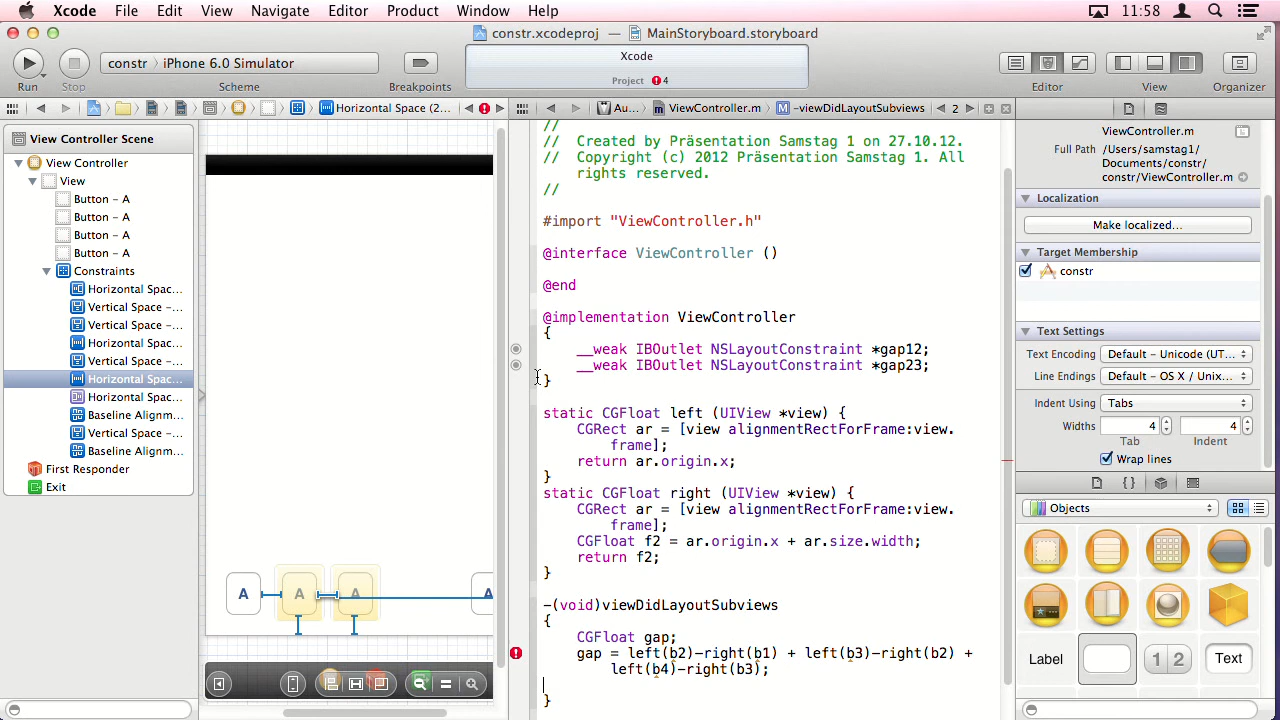 Xcode File Edit View Navigate Editor Product Window Help 11:58
constr.xcodeproj — MainStoryboard.storyboard
constr iPhone 6.0 Simulator
Xcode
Project 4
Run Stop Scheme Breakpoints Editor View Organizer
Horizontal Space (2... Au... ViewController.m -viewDidLayoutSubviews 2
View Controller Scene
View Controller
View
Button - A
Button - A
Button - A
Button - A
Constraints
Horizontal Spac...
Vertical Space -...
Vertical Space -...
Horizontal Spac...
Vertical Space -...
Horizontal Spac...
Horizontal Spac...
Baseline Alignm...
Vertical Space -...
Baseline Alignm...
First Responder
Exit
A A A A
//
// Created by Präsentation Samstag 1 on 27.10.12.
// Copyright (c) 2012 Präsentation Samstag 1. All
rights reserved.
//
#import "ViewController.h"
@interface ViewController ()
@end
@implementation ViewController
{
__weak IBOutlet NSLayoutConstraint *gap12;
__weak IBOutlet NSLayoutConstraint *gap23;
}
static CGFloat left (UIView *view) {
CGRect ar = [view alignmentRectForFrame:view.
frame];
return ar.origin.x;
}
static CGFloat right (UIView *view) {
CGRect ar = [view alignmentRectForFrame:view.
frame];
CGFloat f2 = ar.origin.x + ar.size.width;
return f2;
}
-(void)viewDidLayoutSubviews
{
CGFloat gap;
gap = left(b2)-right(b1) + left(b3)-right(b2) +
left(b4)-right(b3);
}
ViewController.m
Full Path /Users/samstag1/
Documents/constr/
constr/ViewController.m
Localization
Make localized...
Target Membership
constr
Text Settings
Text Encoding Default - Unicode (UT...
Line Endings Default - OS X / Unix...
Indent Using Tabs
Widths 4 4
Tab Indent
Wrap lines
{ }
Objects
Label 1 2 Text